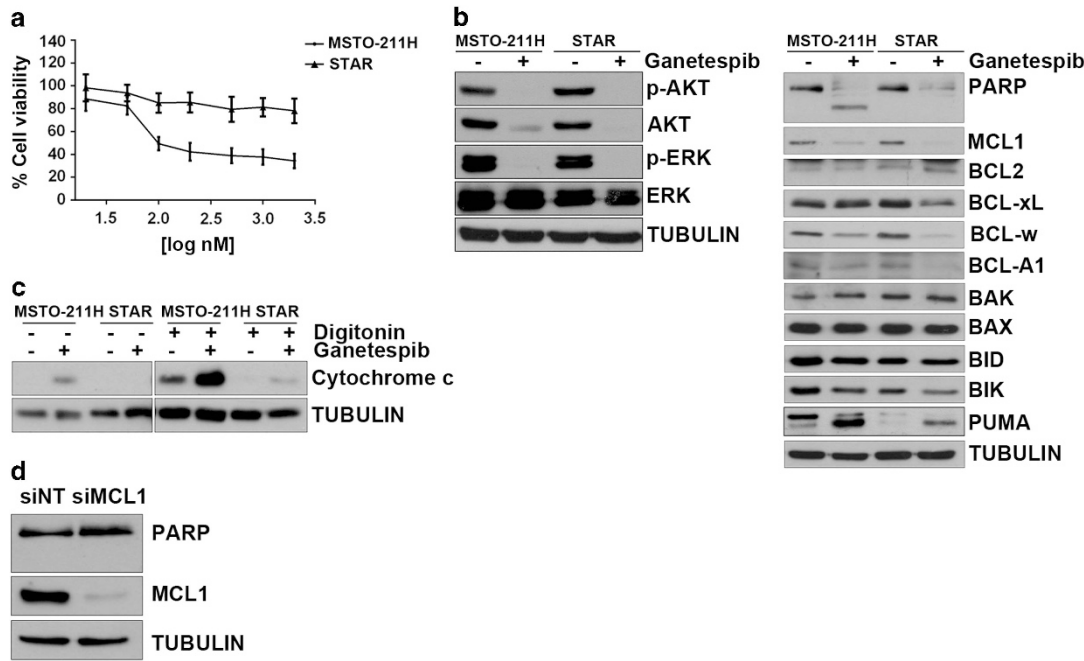 a
MSTO-211H
STAR
% Cell viability
140
120
100
80
60
40
20
0
1.5 2.0 2.5 3.0 3.5
[log nM]
b
MSTO-211H STAR
- + - + Ganetespib
p-AKT
AKT
p-ERK
ERK
TUBULIN
MSTO-211H STAR
- + - + Ganetespib
PARP
MCL1
BCL2
BCL-xL
BCL-w
BCL-A1
BAK
BAX
BID
BIK
PUMA
TUBULIN
c
MSTO-211H STAR MSTO-211H STAR
- - - - + + + + Digitonin
- + - + - + - + Ganetespib
Cytochrome c
TUBULIN
d
siNT siMCL1
PARP
MCL1
TUBULIN